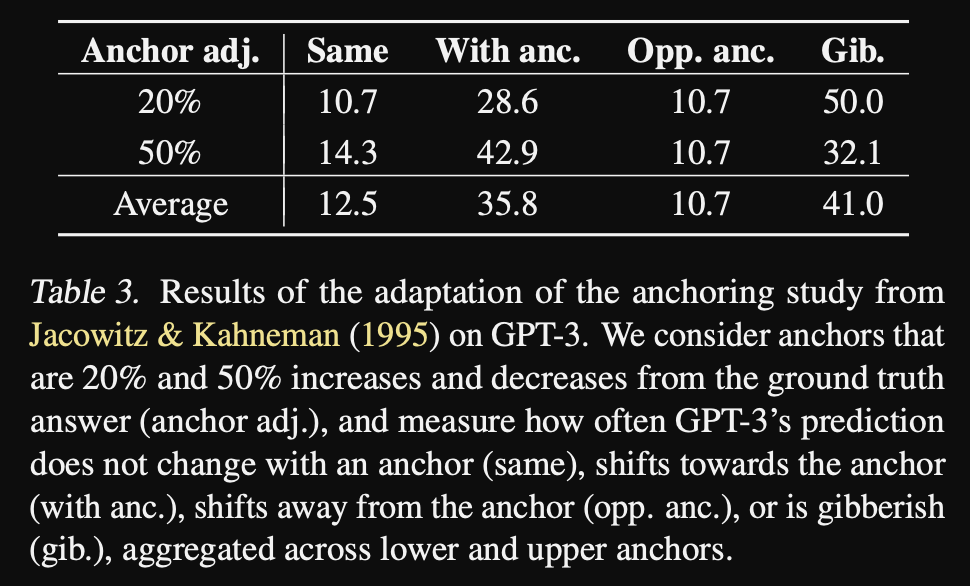 Anchor adj. Same With anc. Opp. anc. Gib.
20% 10.7 28.6 10.7 50.0
50% 14.3 42.9 10.7 32.1
Average 12.5 35.8 10.7 41.0
Table 3. Results of the adaptation of the anchoring study from
Jacowitz & Kahneman (1995) on GPT-3. We consider anchors that
are 20% and 50% increases and decreases from the ground truth
answer (anchor adj.), and measure how often GPT-3's prediction
does not change with an anchor (same), shifts towards the anchor
(with anc.), shifts away from the anchor (opp. anc.), or is gibberish
(gib.), aggregated across lower and upper anchors.